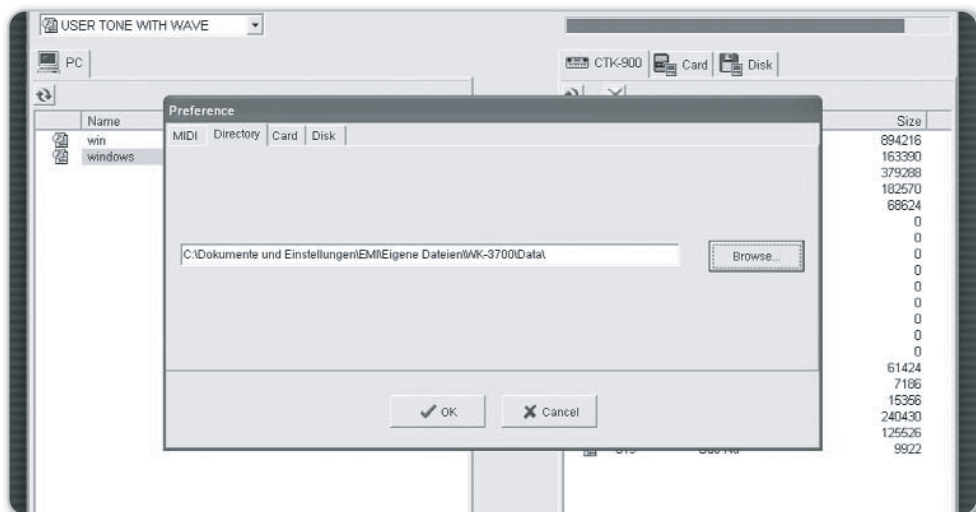 USER TONE WITH WAVE
PC
CTK-900 Card Disk
Name
Size
win
windows
Preference
MIDI Directory Card Disk
C:\Dokumente und Einstellungen\EMI\Eigene Dateien\WK-3700\Data\
Browse...
OK Cancel
894216
163390
379288
182570
68624
0
0
0
0
0
0
0
0
0
61424
7186
15356
240430
125526
9922